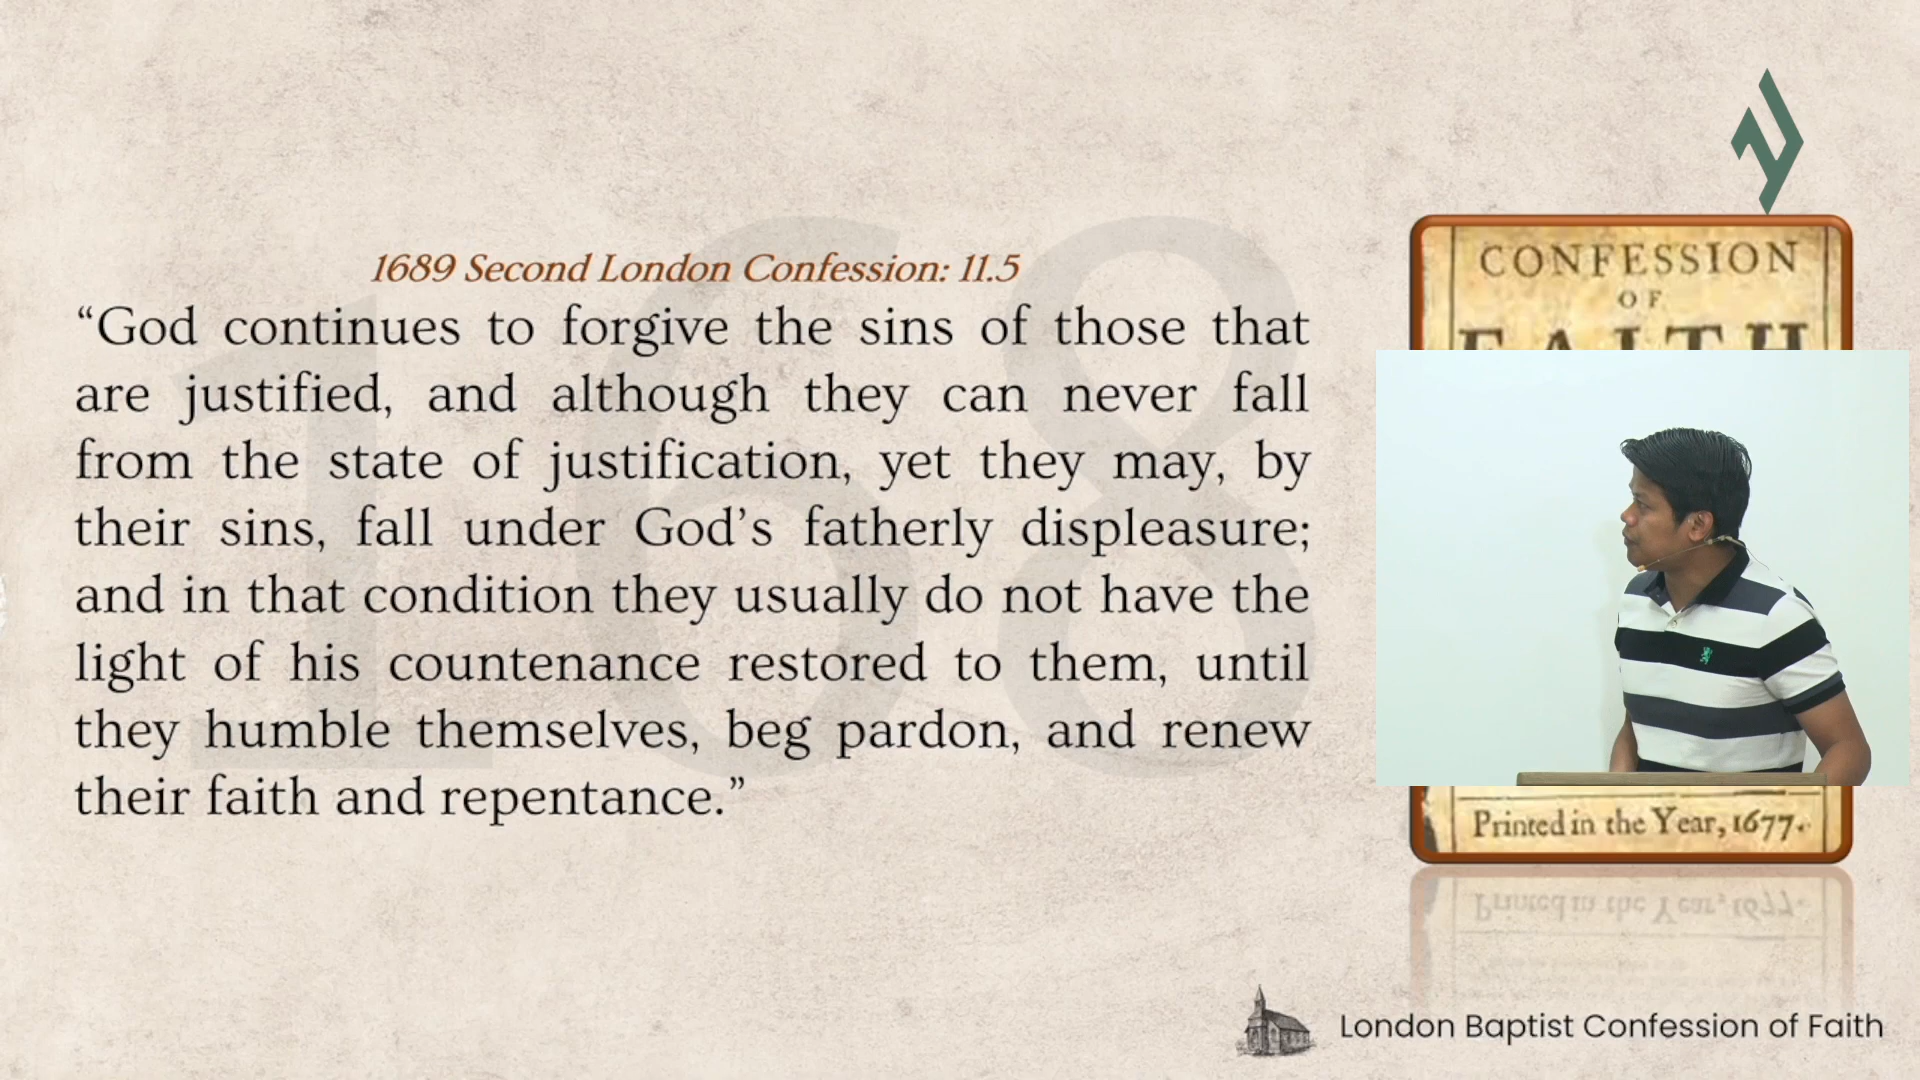 1689 Second London Confession: 11.5
“God continues to forgive the sins of those that
are justified, and although they can never fall
from the state of justification, yet they may, by
their sins, fall under God’s fatherly displeasure;
and in that condition they usually do not have the
light of his countenance restored to them, until
they humble themselves, beg pardon, and renew
their faith and repentance.”
168
CONFESSION
OF
FAITH
Printed in the Year, 1677.
London Baptist Confession of Faith